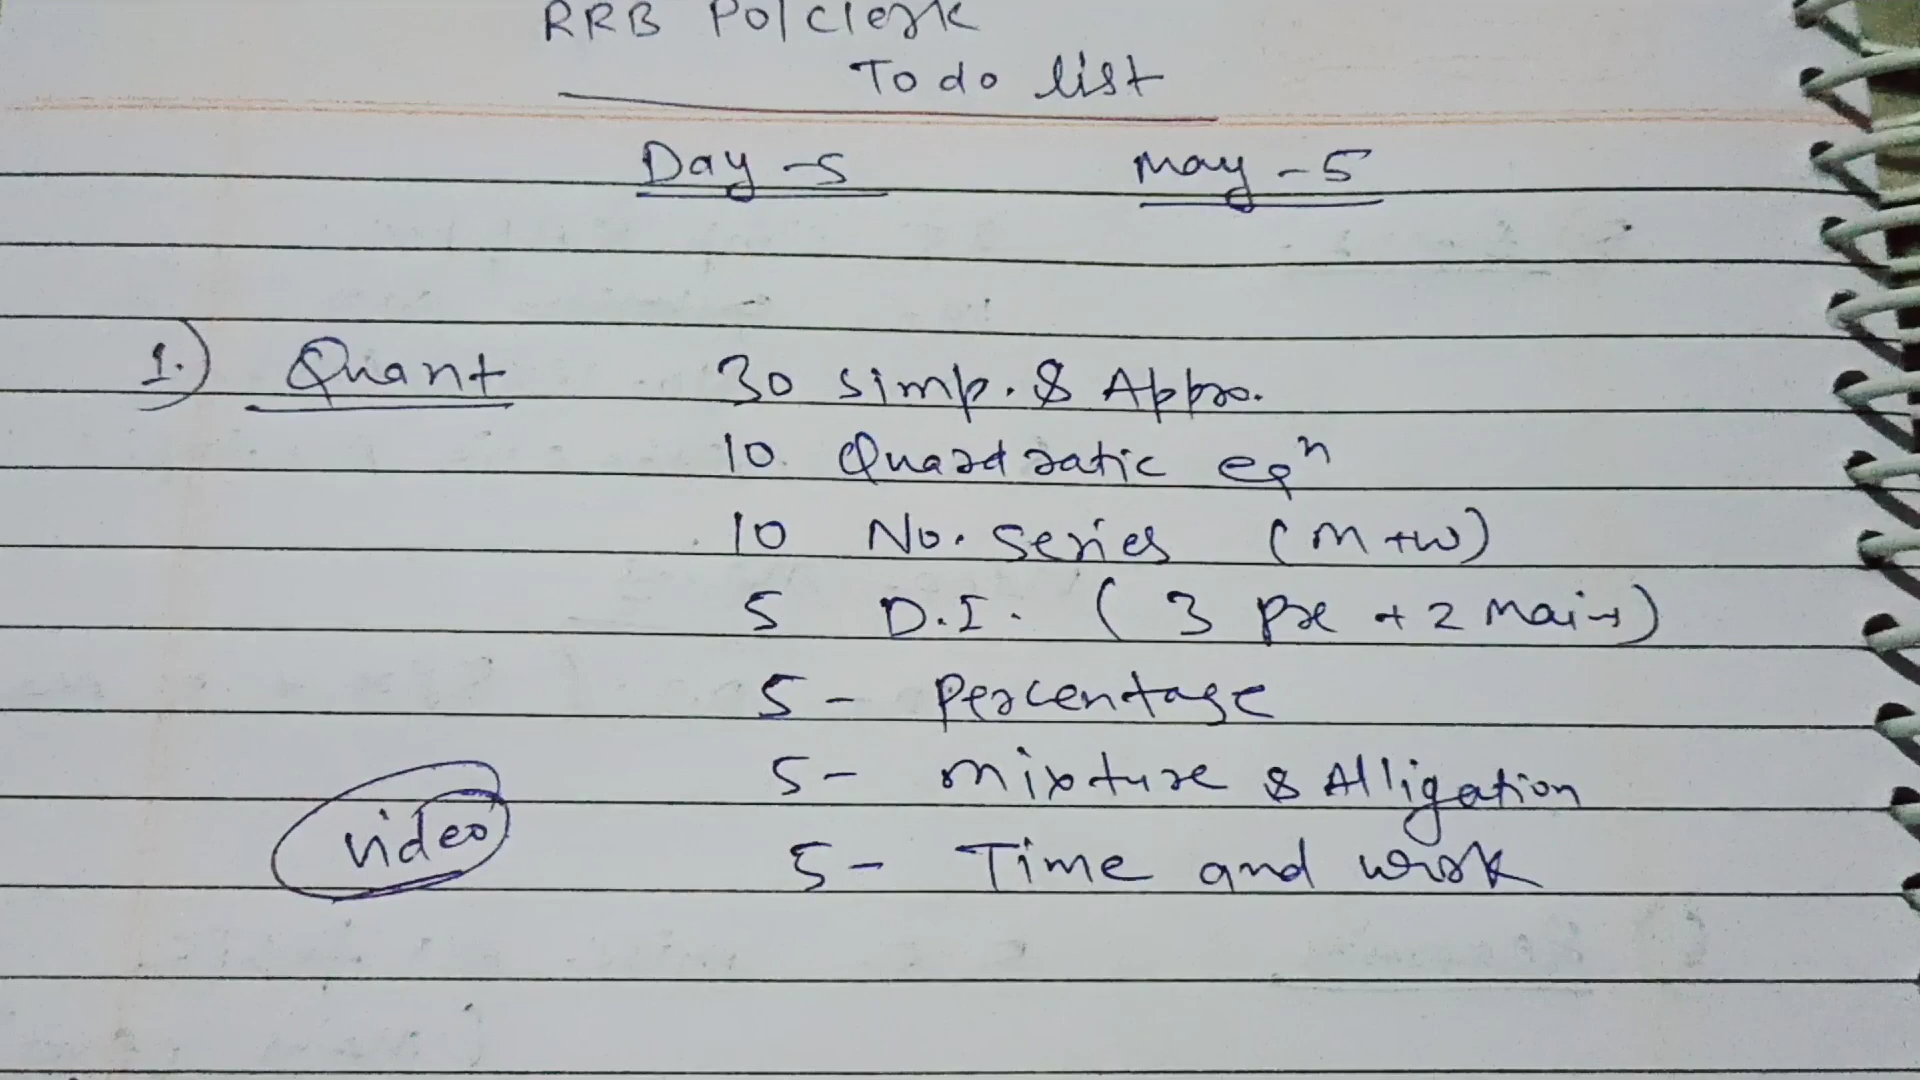 RRB PO/Clerk
To do list
Day -5 May -5
1.) Quant 30 Simp. & Appro.
10 Quardratic eqⁿ
10 No. Series (M+W)
5 D.I. (3 Pre + 2 Main)
5- Percentage
5- Mixture & Alligation
video 5- Time and work